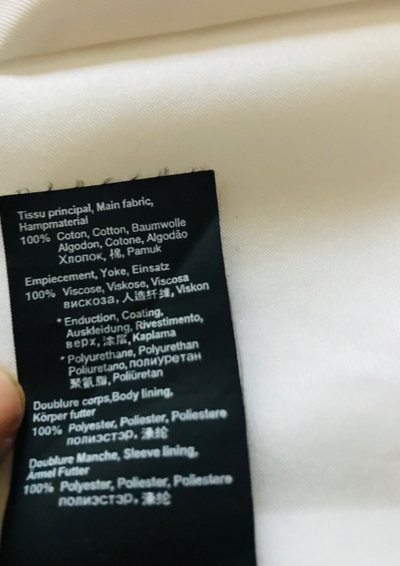 Tissu principal, Main fabric,
Hampmaterial
100% Coton, Cotton, Baumwolle
Algodon, Cotone, Algodão
Хлопок, 棉, Pamuk
Empiecement, Yoke, Einsatz
100% Viscose, Viskose, Viscosa
вискоза, 人造纤维, Viskon
* Enduction, Coating,
Auskleidung, Rivestimento,
верх, 涂层, Kaplama
* Polyurethane, Polyurethan
Poliuretano, полиуретан
聚氨脂, Poliüretan
Doublure corps, Body lining,
Körper futter
100% Polyester, Poliester, Poliestere
полиэстэр, 涤纶
Doublure Manche, Sleeve lining,
Armel Futter
100% Polyester, Poliester, Poliestere
полиэстэр, 涤纶